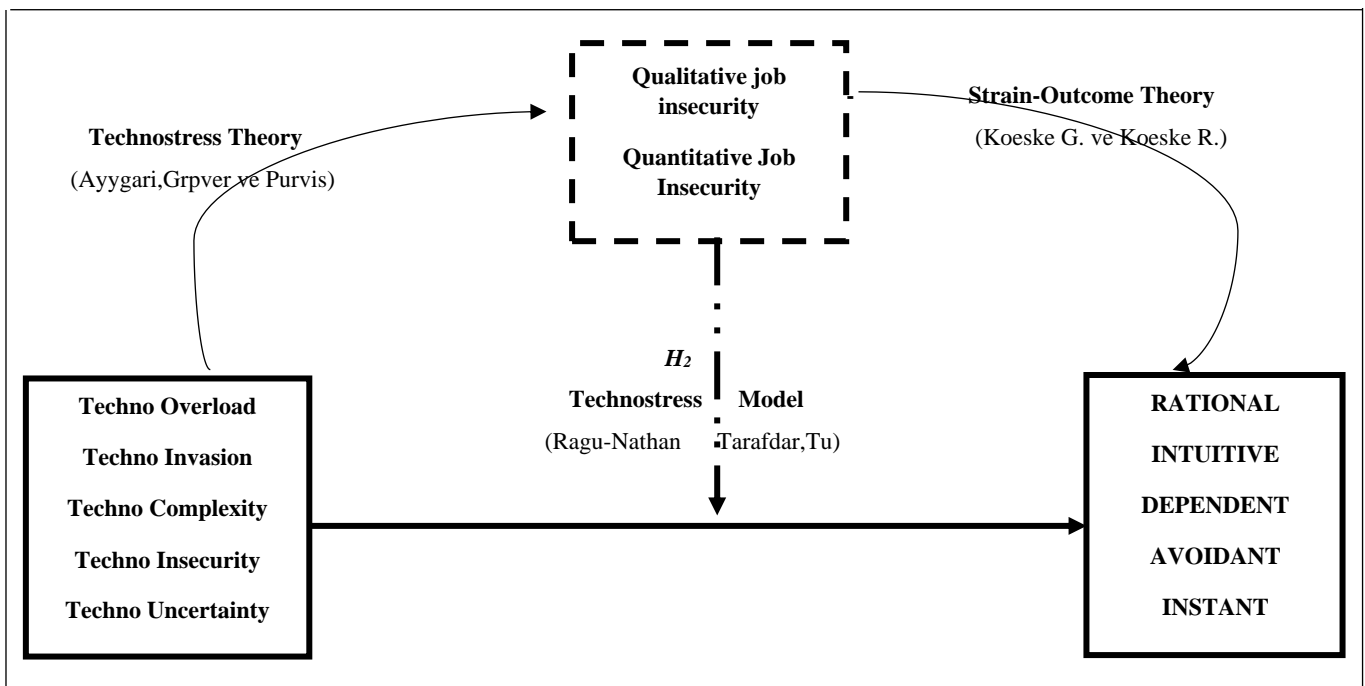 Qualitative job
insecurity
Quantitative Job
Insecurity
Technostress Theory
(Ayygari,Grpver ve Purvis)
Strain-Outcome Theory
(Koeske G. ve Koeske R.)
H₂
Technostress Model
(Ragu-Nathan Tarafdar,Tu)
Techno Overload
Techno Invasion
Techno Complexity
Techno Insecurity
Techno Uncertainty
RATIONAL
INTUITIVE
DEPENDENT
AVOIDANT
INSTANT